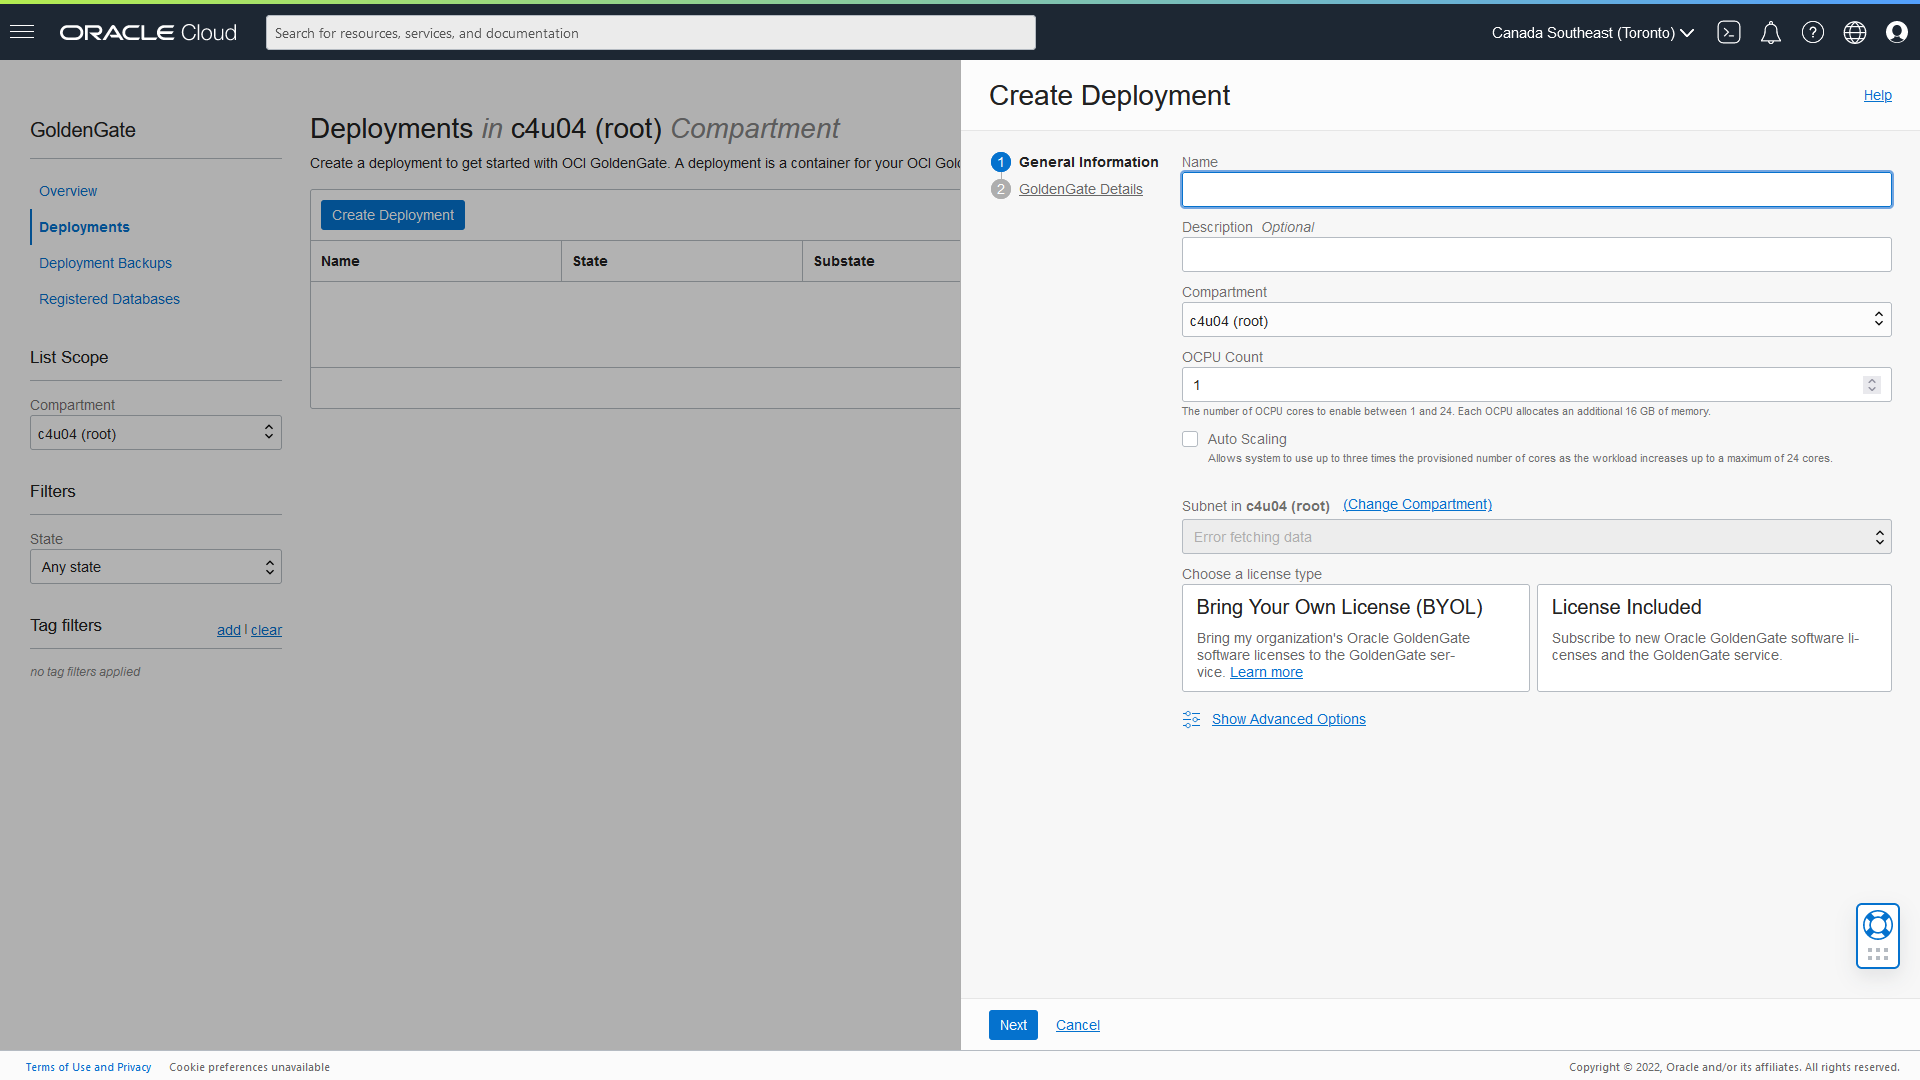 ORACLE Cloud
Search for resources, services, and documentation
Canada Southeast (Toronto)
GoldenGate
Overview
Deployments
Deployment Backups
Registered Databases
List Scope
Compartment
c4u04 (root)
Filters
State
Any state
Tag filters
add | clear
no tag filters applied
Deployments in c4u04 (root) Compartment
Create a deployment to get started with OCI GoldenGate. A deployment is a container for your OCI Gol
Create Deployment
Name State Substate
Create Deployment
Help
1 General Information
2 GoldenGate Details
Name
Description Optional
Compartment
c4u04 (root)
OCPU Count
1
The number of OCPU cores to enable between 1 and 24. Each OCPU allocates an additional 16 GB of memory.
Auto Scaling
Allows system to use up to three times the provisioned number of cores as the workload increases up to a maximum of 24 cores.
Subnet in c4u04 (root) (Change Compartment)
Error fetching data
Choose a license type
Bring Your Own License (BYOL)
Bring my organization's Oracle GoldenGate
software licenses to the GoldenGate ser-
vice. Learn more
License Included
Subscribe to new Oracle GoldenGate software li-
censes and the GoldenGate service.
Show Advanced Options
Next Cancel
Terms of Use and Privacy Cookie preferences unavailable
Copyright © 2022, Oracle and/or its affiliates. All rights reserved.